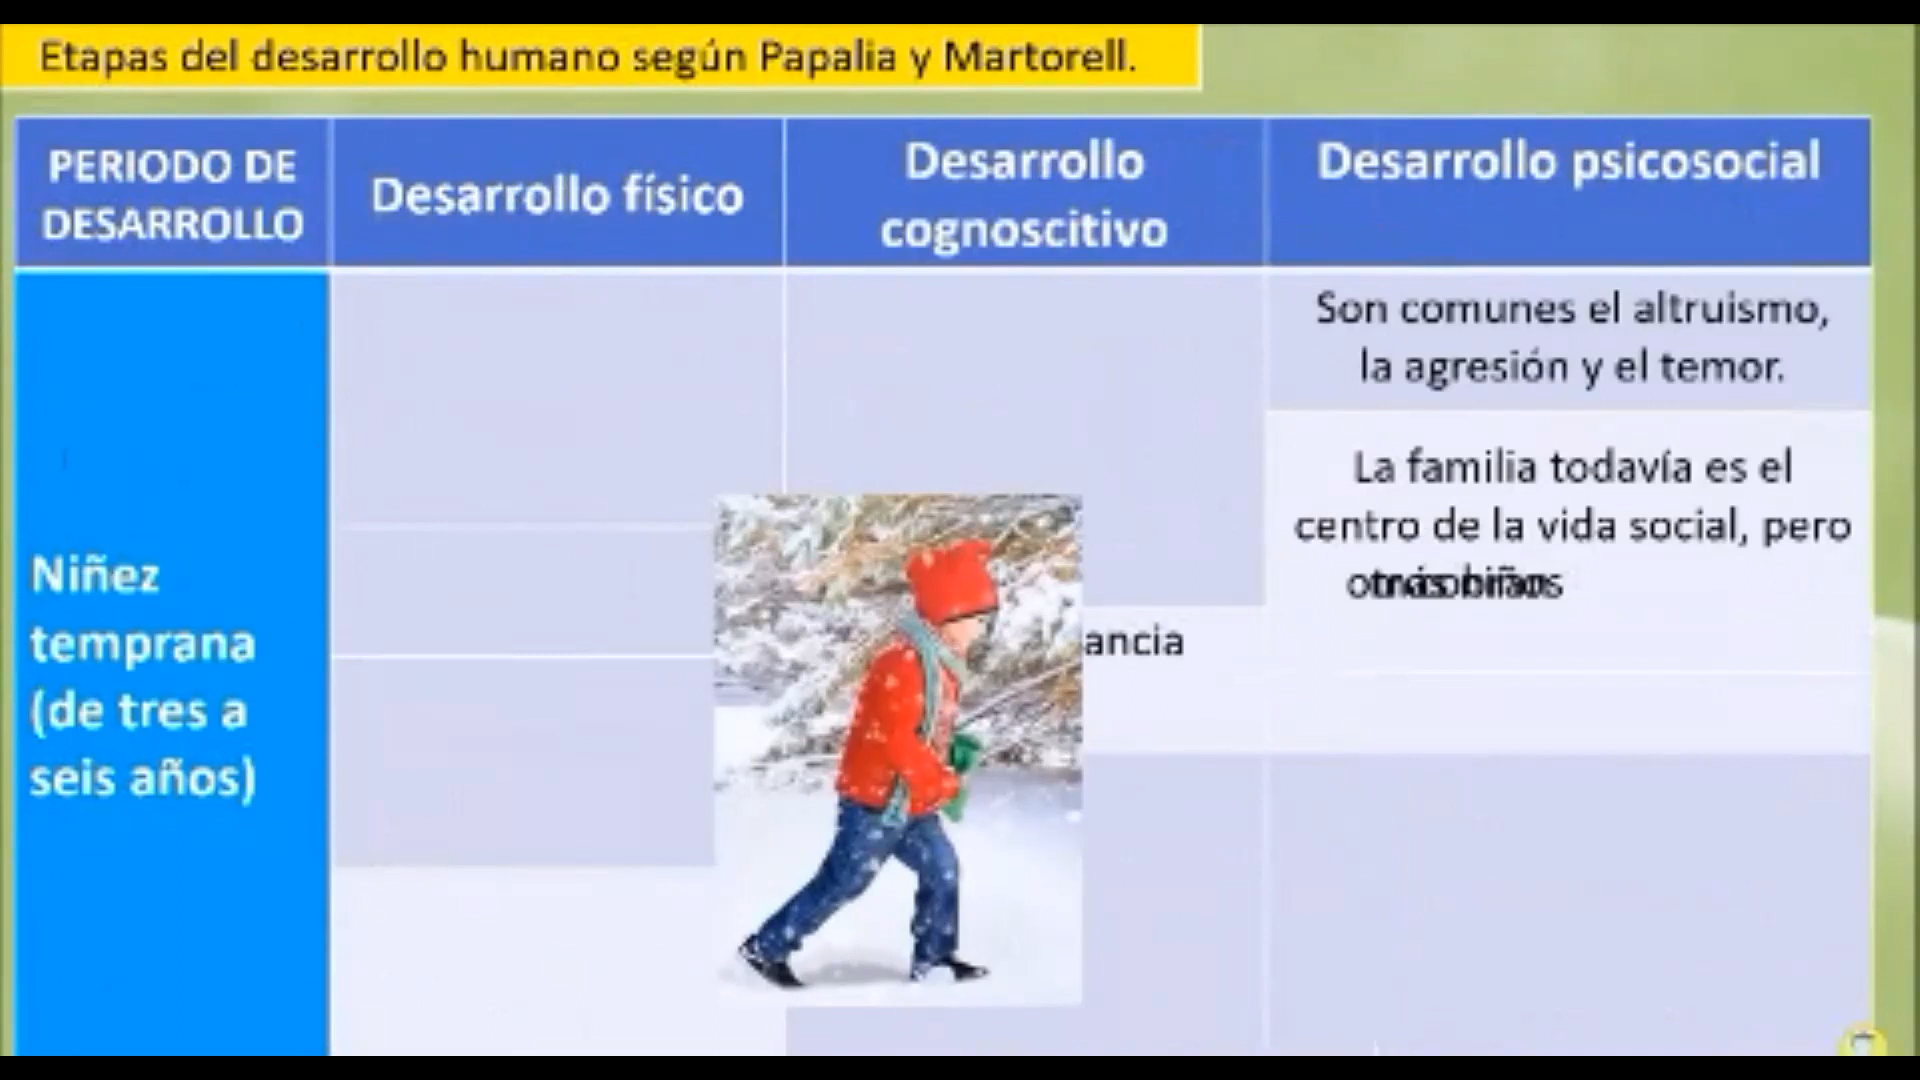 Etapas del desarrollo humano según Papalia y Martorell.
PERIODO DE
DESARROLLO
Desarrollo físico
Desarrollo
cognoscitivo
Desarrollo psicosocial
Niñez
temprana
(de tres a
seis años)
ancia
Son comunes el altruismo,
la agresión y el temor.
La familia todavía es el
centro de la vida social, pero